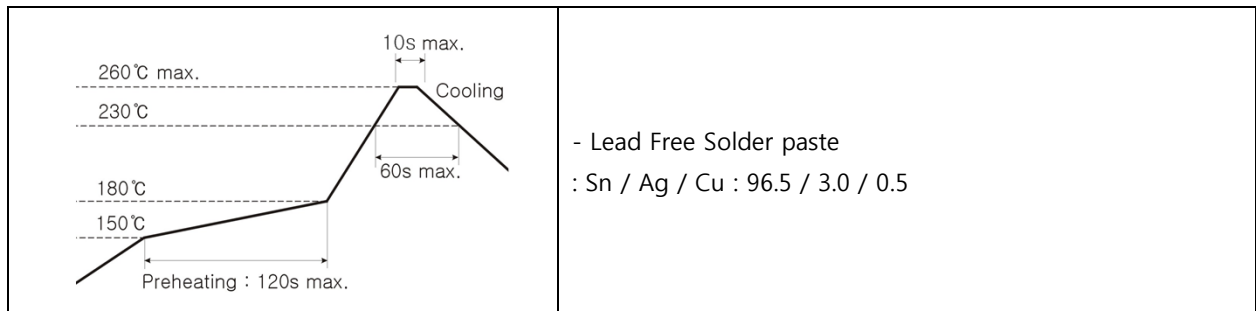 10s max.
260℃ max.
Cooling
230℃
60s max.
180℃
150℃
Preheating : 120s max.
- Lead Free Solder paste
: Sn / Ag / Cu : 96.5 / 3.0 / 0.5